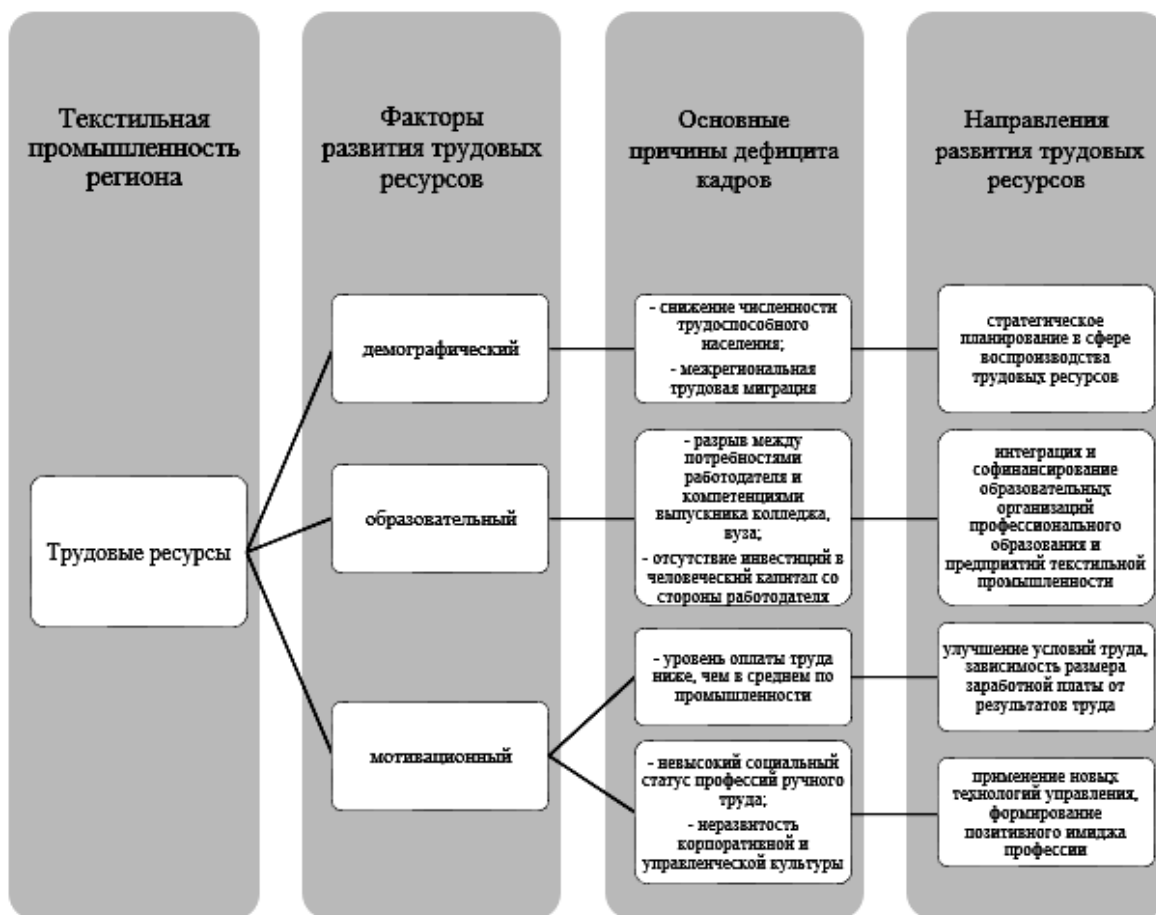 Текстильная
промышленность
региона
Факторы
развития трудовых
ресурсов
Основные
причины дефицита
кадров
Направления
развития трудовых
ресурсов
Трудовые ресурсы
демографический
- снижение численности
трудоспособного
населения;
- межрегиональная
трудовая миграция
стратегическое
планирование в сфере
воспроизводства
трудовых ресурсов
образовательный
- разрыв между
потребностями
работодателя и
компетенциями
выпускника колледжа,
вуза;
- отсутствие инвестиций в
человеческий капитал со
стороны работодателя
интеграция и
софинансирование
образовательных
организаций
профессионального
образования и
предприятий текстильной
промышленности
мотивационный
- уровень оплаты труда
ниже, чем в среднем по
промышленности
улучшение условий труда,
зависимость размера
заработной платы от
результатов труда
- невысокий социальный
статус профессий ручного
труда;
- неразвитость
корпоративной и
управленческой культуры
применение новых
технологий управления,
формирование
позитивного имиджа
профессии